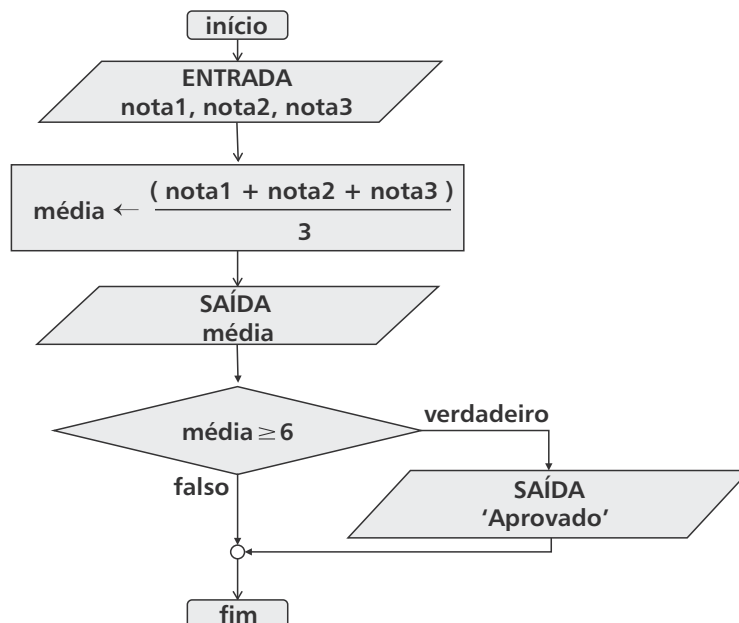 início
ENTRADA
nota1, nota2, nota3
média ← ( nota1 + nota2 + nota3 )
3
SAÍDA
média
média ≥ 6
verdadeiro
falso
SAÍDA
‘Aprovado’
fim